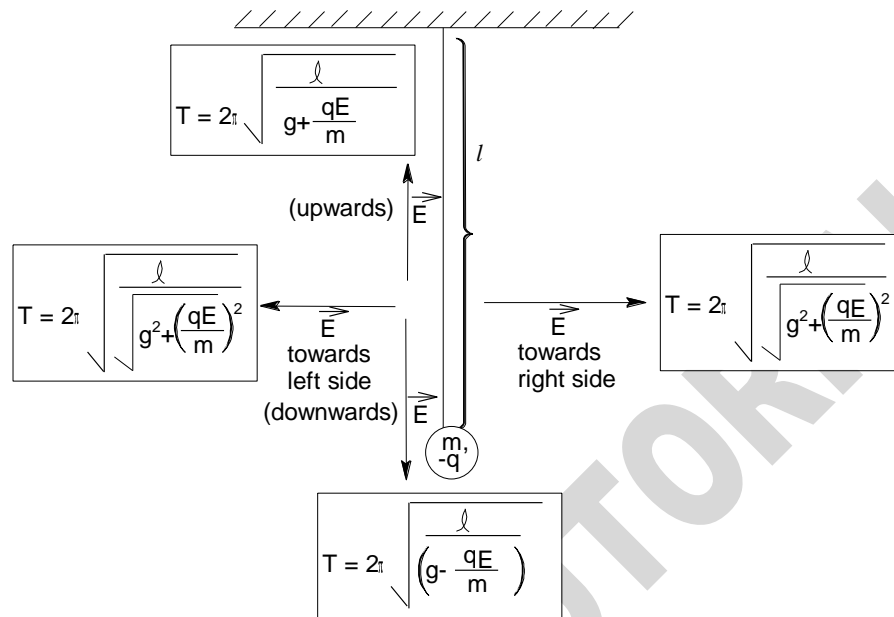 T = 2π √(ℓ / (g + qE/m))
l
(upwards)
E
T = 2π √(ℓ / √(g² + (qE/m)²))
E
towards
left side
(downwards)
E
E
towards
right side
T = 2π √(ℓ / √(g² + (qE/m)²))
m,
-q
T = 2π √(ℓ / (g - qE/m))